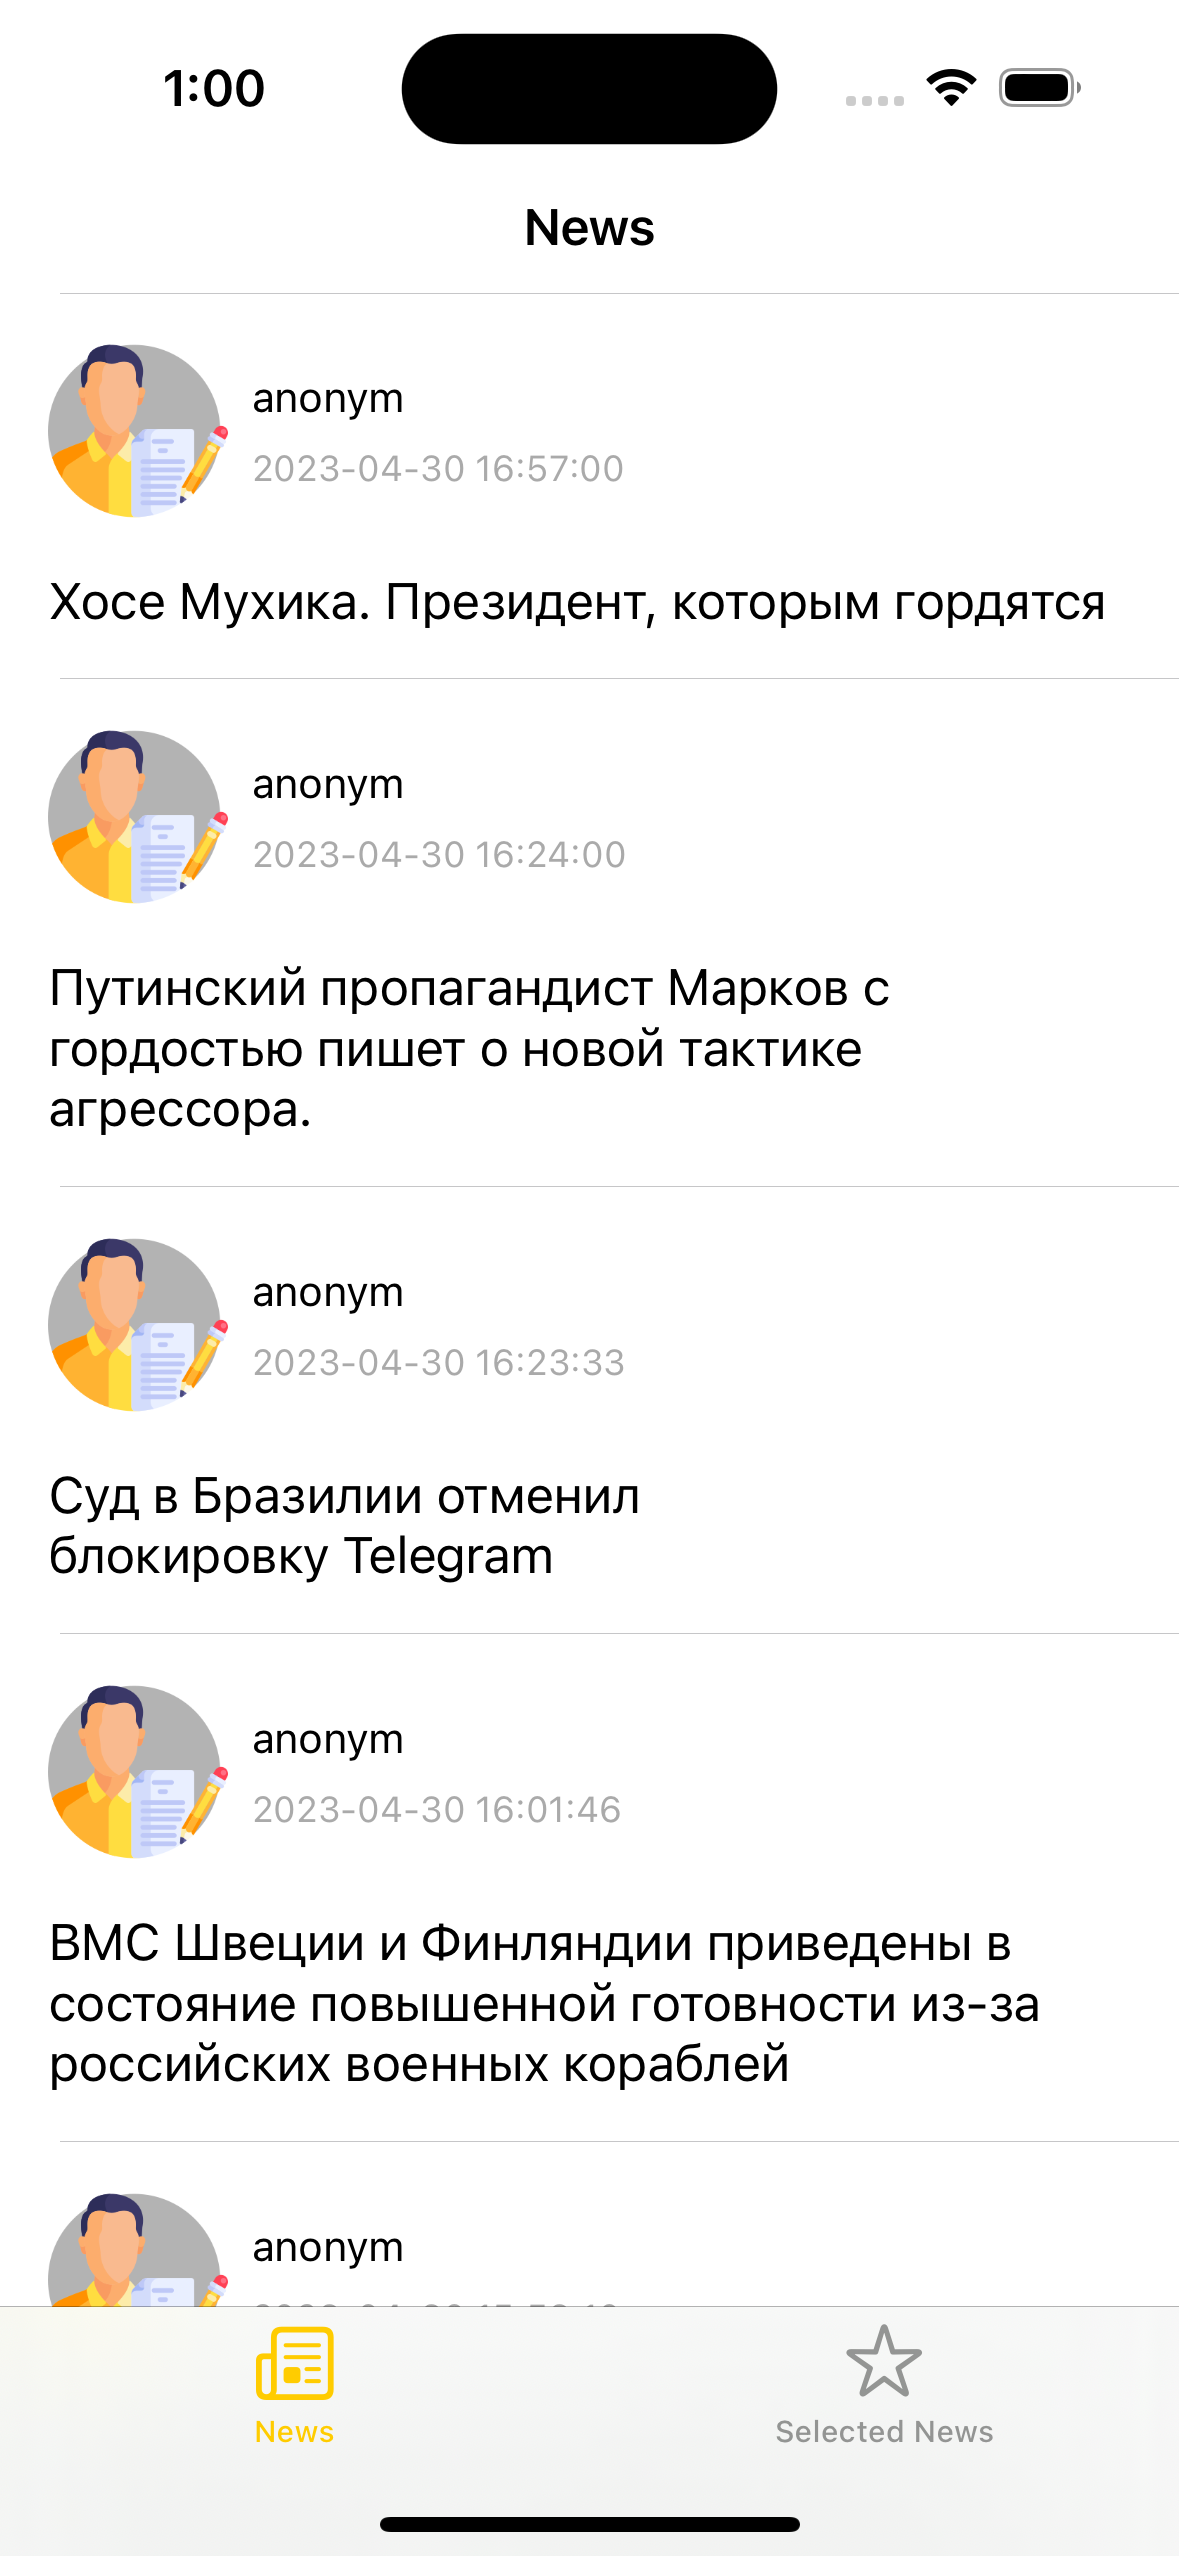 1:00
News
anonym
2023-04-30 16:57:00
Хосе Мухика. Президент, которым гордятся
anonym
2023-04-30 16:24:00
Путинский пропагандист Марков с
гордостью пишет о новой тактике
агрессора.
anonym
2023-04-30 16:23:33
Суд в Бразилии отменил
блокировку Telegram
anonym
2023-04-30 16:01:46
ВМС Швеции и Финляндии приведены в
состояние повышенной готовности из-за
российских военных кораблей
anonym
News
Selected News